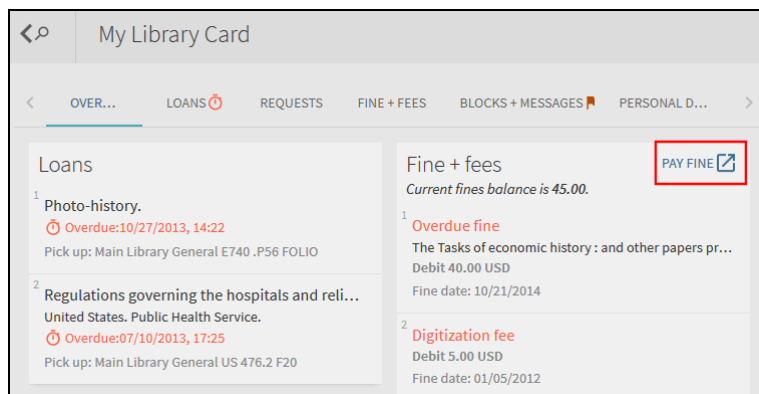 My Library Card
OVER...
LOANS
REQUESTS
FINE + FEES
BLOCKS + MESSAGES
PERSONAL D...
Loans
1
Photo-history.
Overdue:10/27/2013, 14:22
Pick up: Main Library General E740 .P56 FOLIO
2
Regulations governing the hospitals and reli...
United States. Public Health Service.
Overdue:07/10/2013, 17:25
Pick up: Main Library General US 476.2 F20
Fine + fees
PAY FINE
Current fines balance is 45.00.
1
Overdue fine
The Tasks of economic history : and other papers pr...
Debit 40.00 USD
Fine date: 10/21/2014
2
Digitization fee
Debit 5.00 USD
Fine date: 01/05/2012